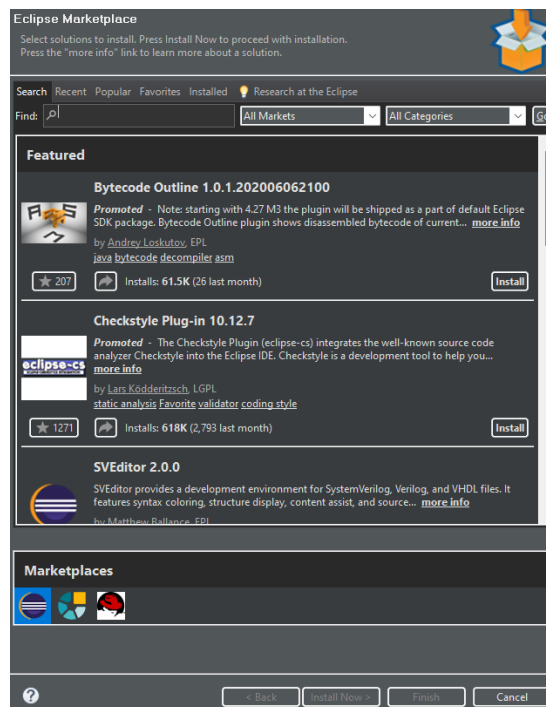 Eclipse Marketplace
Select solutions to install. Press Install Now to proceed with installation.
Press the "more info" link to learn more about a solution.
Search Recent Popular Favorites Installed Research at the Eclipse
Find: All Markets All Categories
Featured
Bytecode Outline 1.0.1.202006062100
Promoted - Note: starting with 4.27 M3 the plugin will be shipped as a part of default Eclipse
SDK package. Bytecode Outline plugin shows disassembled bytecode of current... more info
by Andrey Loskutov, EPL
java bytecode decompiler asm
207 Installs: 61.5K (26 last month) Install
Checkstyle Plug-in 10.12.7
Promoted - The Checkstyle Plugin (eclipse-cs) integrates the well-known source code
analyzer Checkstyle into the Eclipse IDE. Checkstyle is a development tool to help you...
more info
eclipse-cs
by Lars Ködderitzsch, LGPL
static analysis Favorite validator coding style
1271 Installs: 618K (2,793 last month) Install
SVEditor 2.0.0
SVEditor provides a development environment for SystemVerilog, Verilog, and VHDL files. It
features syntax coloring, structure display, content assist, and source... more info
by Matthew Ballance, EPL
Marketplaces
? < Back Install Now > Finish Cancel